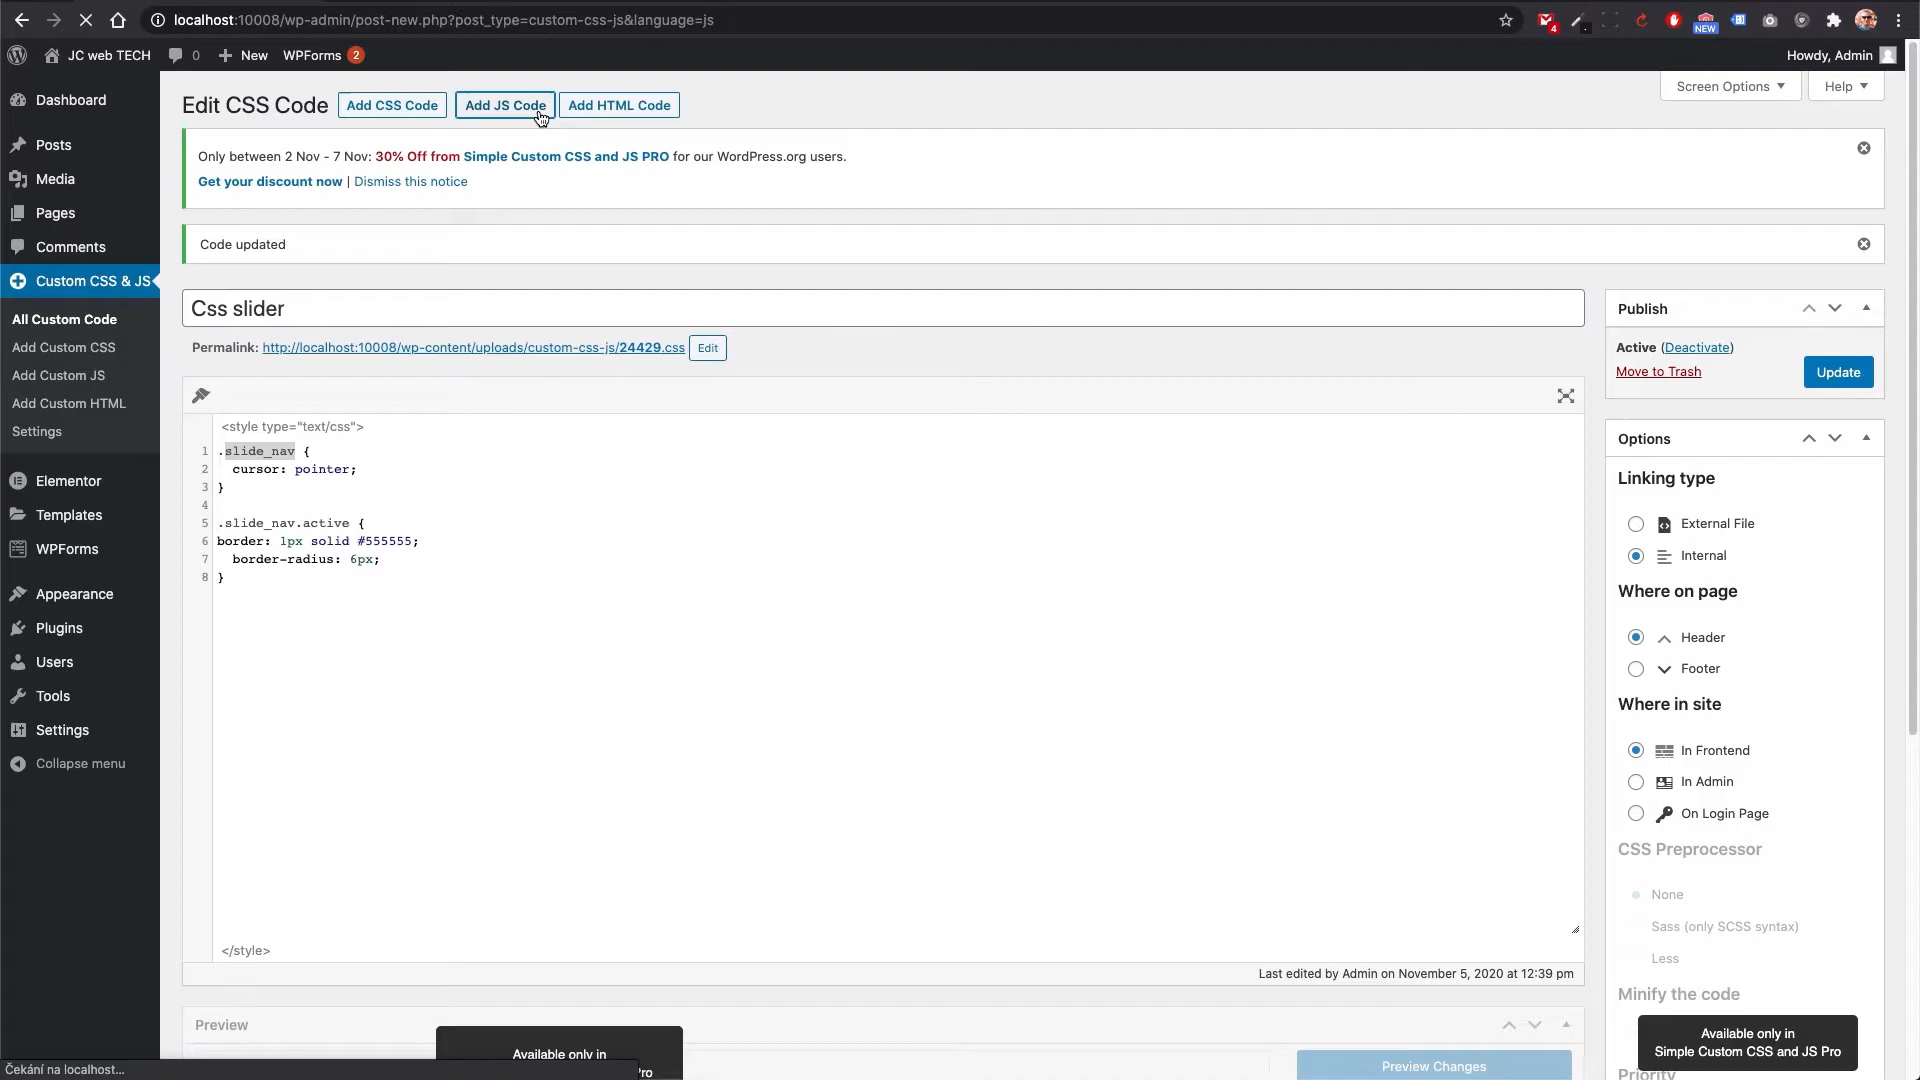 localhost:10008/wp-admin/post-new.php?post_type=custom-css-js&language=js
4
NEW
JC web TECH
0
New
WPForms 2
Howdy, Admin
Dashboard
Posts
Media
Pages
Comments
Custom CSS & JS
All Custom Code
Add Custom CSS
Add Custom JS
Add Custom HTML
Settings
Elementor
Templates
WPForms
Appearance
Plugins
Users
Tools
Settings
Collapse menu
Screen Options
Help
Edit CSS Code
Add CSS Code
Add JS Code
Add HTML Code
Only between 2 Nov - 7 Nov: 30% Off from Simple Custom CSS and JS PRO for our WordPress.org users.
Get your discount now | Dismiss this notice
Code updated
Css slider
Permalink: http://localhost:10008/wp-content/uploads/custom-css-js/24429.css Edit
<style type="text/css">
1 .slide_nav {
2 cursor: pointer;
3 }
4
5 .slide_nav.active {
6 border: 1px solid #555555;
7 border-radius: 6px;
8 }
</style>
Last edited by Admin on November 5, 2020 at 12:39 pm
Preview
Available only in
Pro
Preview Changes
Publish
Active (Deactivate)
Move to Trash
Update
Options
Linking type
External File
Internal
Where on page
Header
Footer
Where in site
In Frontend
In Admin
On Login Page
CSS Preprocessor
None
Sass (only SCSS syntax)
Less
Minify the code
Available only in
Simple Custom CSS and JS Pro
Priority
Čekání na localhost...